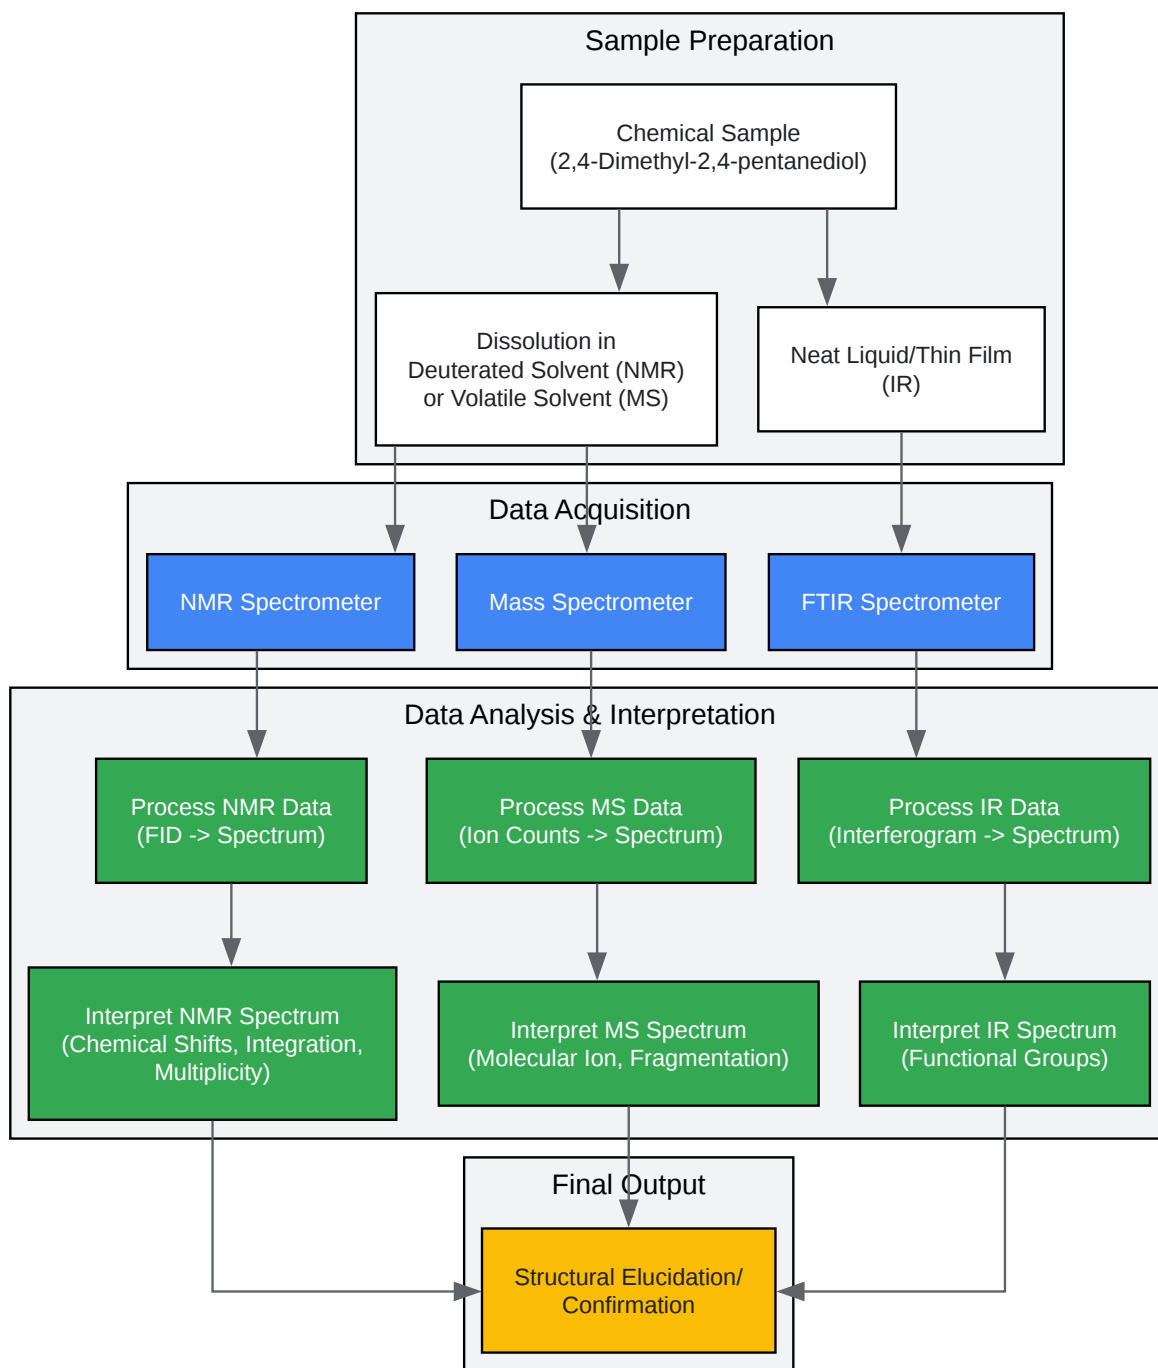 Sample Preparation
Chemical Sample
(2,4-Dimethyl-2,4-pentanediol)
Dissolution in
Deuterated Solvent (NMR)
or Volatile Solvent (MS)
Neat Liquid/Thin Film
(IR)
Data Acquisition
NMR Spectrometer
Mass Spectrometer
FTIR Spectrometer
Data Analysis & Interpretation
Process NMR Data
(FID -> Spectrum)
Process MS Data
(Ion Counts -> Spectrum)
Process IR Data
(Interferogram -> Spectrum)
Interpret NMR Spectrum
(Chemical Shifts, Integration,
Multiplicity)
Interpret MS Spectrum
(Molecular Ion, Fragmentation)
Interpret IR Spectrum
(Functional Groups)
Final Output
Structural Elucidation/
Confirmation